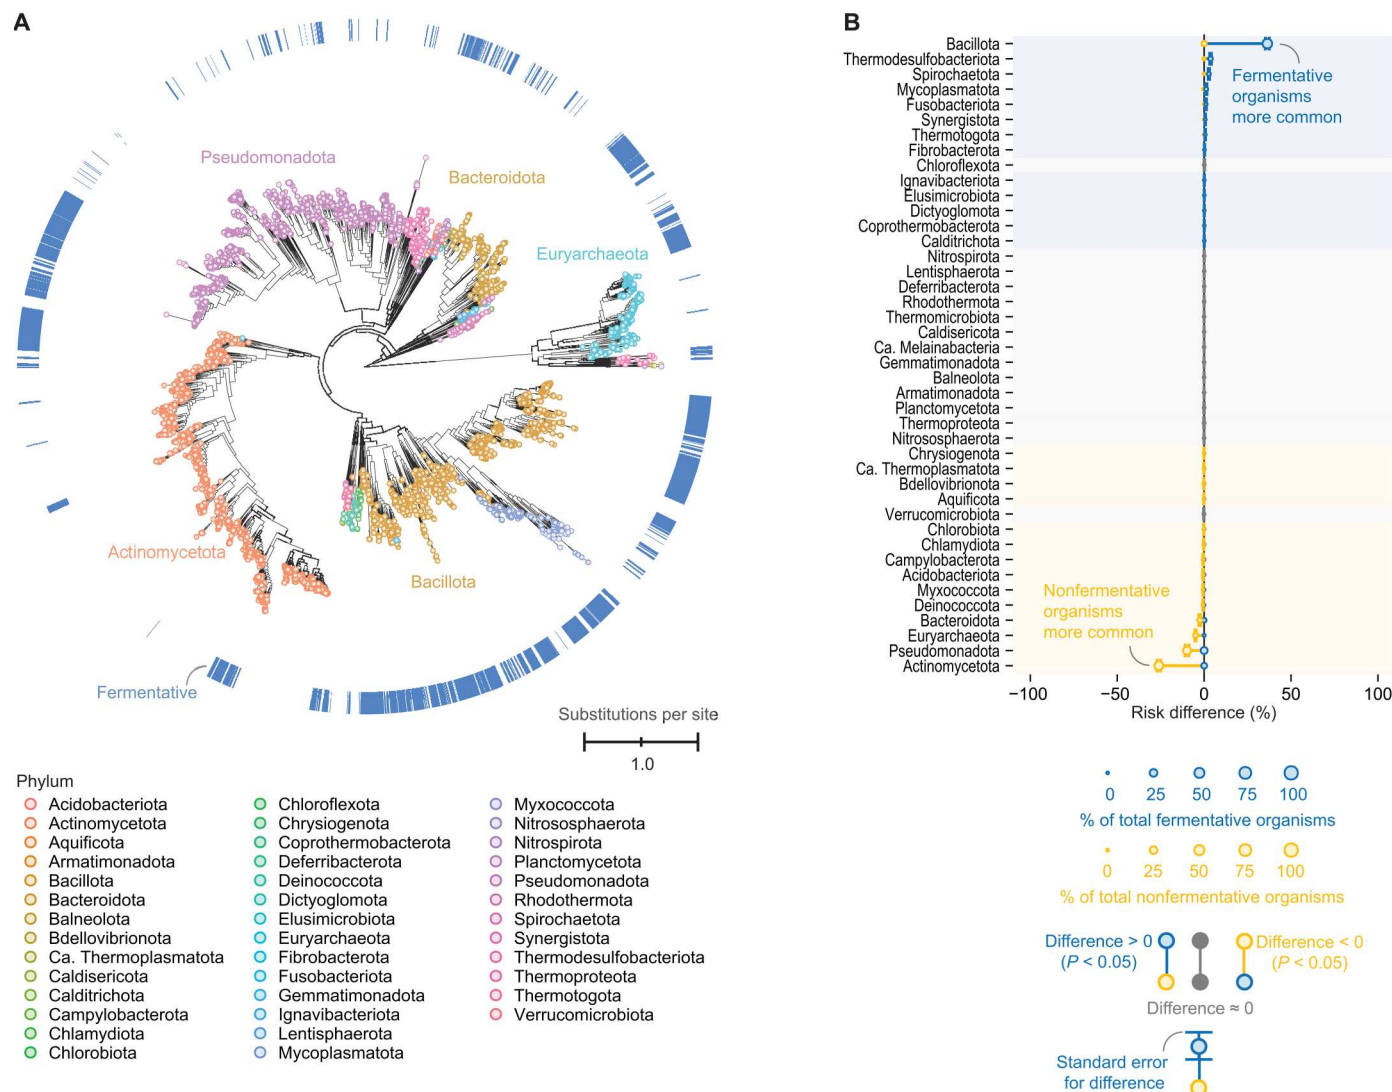 A
Pseudomonadota
Bacteroidota
Euryarchaeota
Actinomycetota
Bacillota
Fermentative
Substitutions per site
1.0
Phylum
Acidobacteriota
Actinomycetota
Aquificota
Armatimonadota
Bacillota
Bacteroidota
Balneolota
Bdellovibrionota
Ca. Thermoplasmatota
Caldisericota
Calditrichota
Campylobacterota
Chlamydiota
Chlorobiota
Chloroflexota
Chrysiogenota
Coprothermobacterota
Deferribacterota
Deinococcota
Dictyoglomota
Elusimicrobiota
Euryarchaeota
Fibrobacterota
Fusobacteriota
Gemmatimonadota
Ignavibacteriota
Lentisphaerota
Mycoplasmatota
Myxococcota
Nitrososphaerota
Nitrospirota
Planctomycetota
Pseudomonadota
Rhodothermota
Spirochaetota
Synergistota
Thermodesulfobacteriota
Thermoproteota
Thermotogota
Verrucomicrobiota
B
Bacillota
Thermodesulfobacteriota
Spirochaetota
Mycoplasmatota
Fusobacteriota
Synergistota
Thermotogota
Fibrobacterota
Chloroflexota
Ignavibacteriota
Elusimicrobiota
Dictyoglomota
Coprothermobacterota
Calditrichota
Nitrospirota
Lentisphaerota
Deferribacterota
Rhodothermota
Thermomicrobiota
Caldisericota
Ca. Melainabacteria
Gemmatimonadota
Balneolota
Armatimonadota
Planctomycetota
Thermoproteota
Nitrososphaerota
Chrysiogenota
Ca. Thermoplasmatota
Bdellovibrionota
Aquificota
Verrucomicrobiota
Chlorobiota
Chlamydiota
Campylobacterota
Acidobacteriota
Myxococcota
Deinococcota
Bacteroidota
Euryarchaeota
Pseudomonadota
Actinomycetota
Fermentative
organisms
more common
Nonfermentative
organisms
more common
−100 −50 0 50 100
Risk difference (%)
0 25 50 75 100
% of total fermentative organisms
0 25 50 75 100
% of total nonfermentative organisms
Difference > 0
(P < 0.05)
Difference < 0
(P < 0.05)
Difference ≈ 0
Standard error
for difference